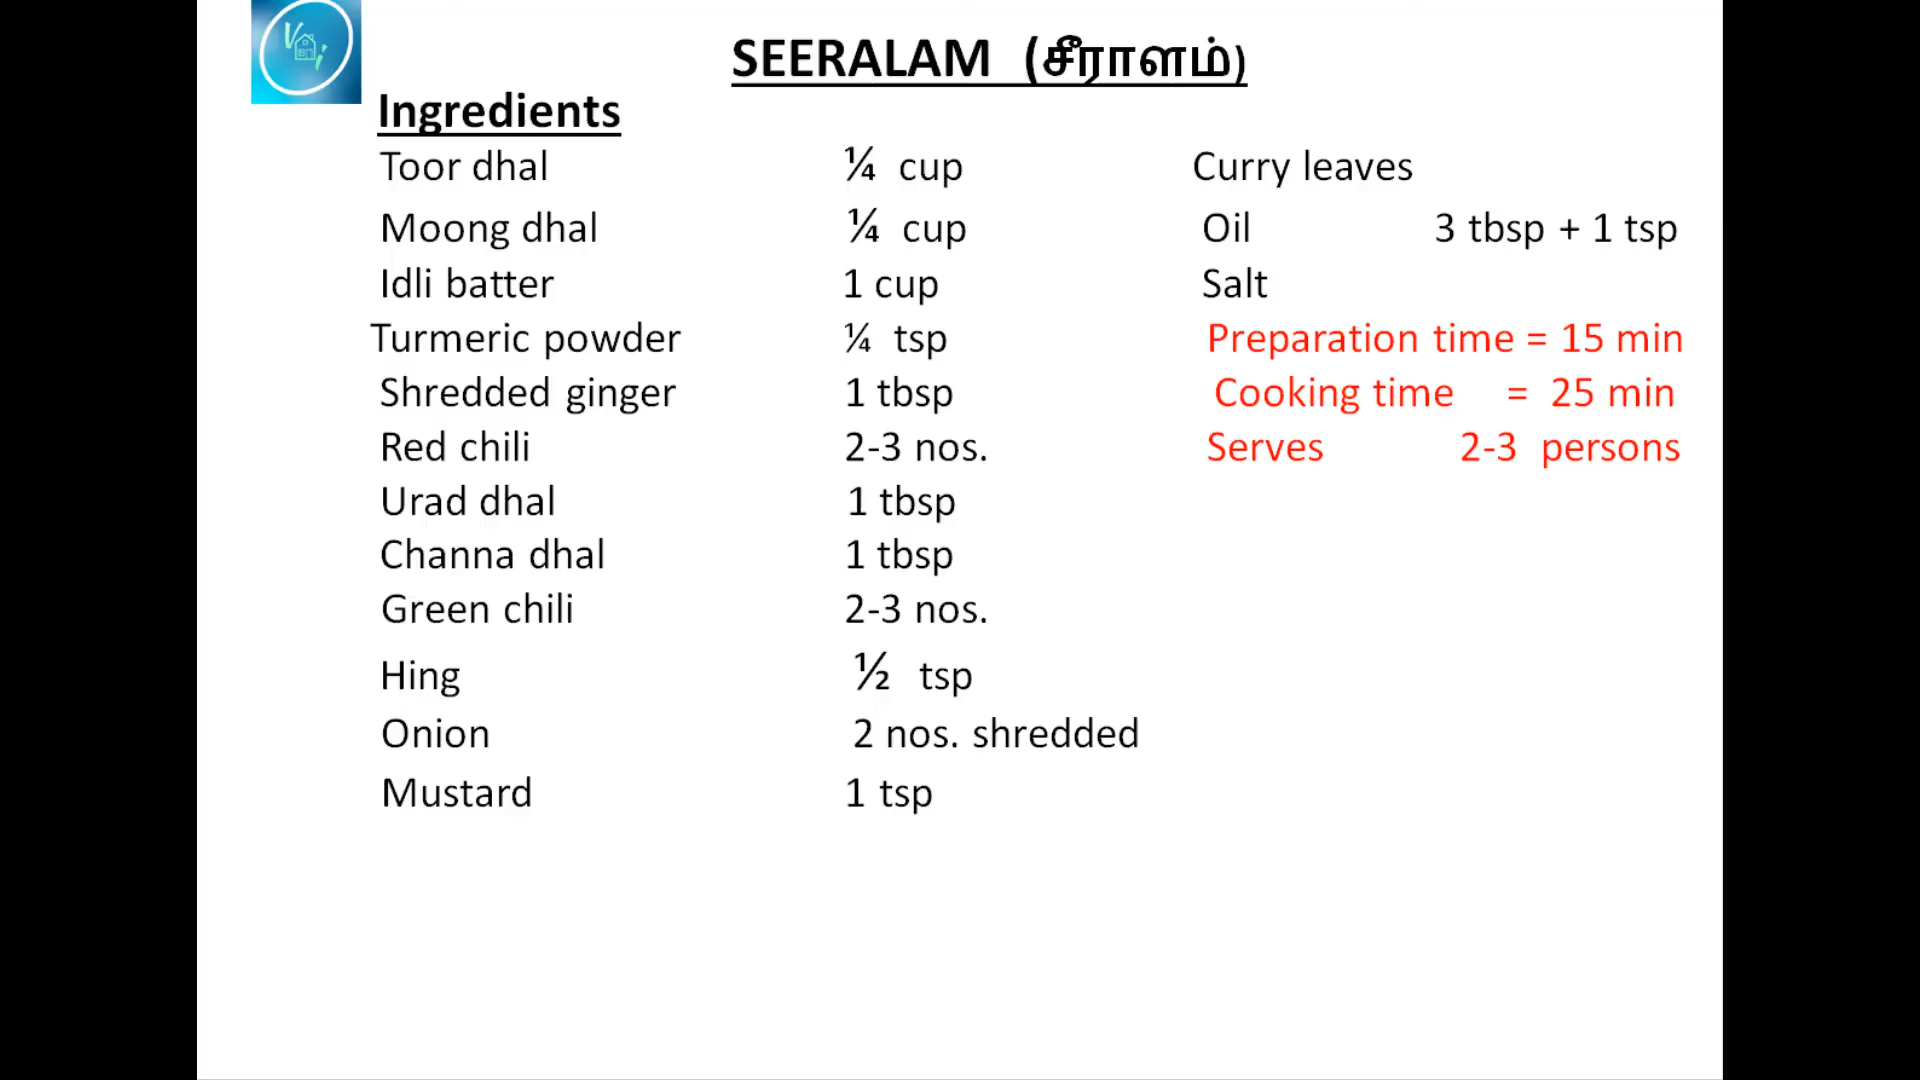 SEERALAM (சீராளம்)
Ingredients
Toor dhal ¼ cup Curry leaves
Moong dhal ¼ cup Oil 3 tbsp + 1 tsp
Idli batter 1 cup Salt
Turmeric powder ¼ tsp Preparation time = 15 min
Shredded ginger 1 tbsp Cooking time = 25 min
Red chili 2-3 nos. Serves 2-3 persons
Urad dhal 1 tbsp
Channa dhal 1 tbsp
Green chili 2-3 nos.
Hing ½ tsp
Onion 2 nos. shredded
Mustard 1 tsp